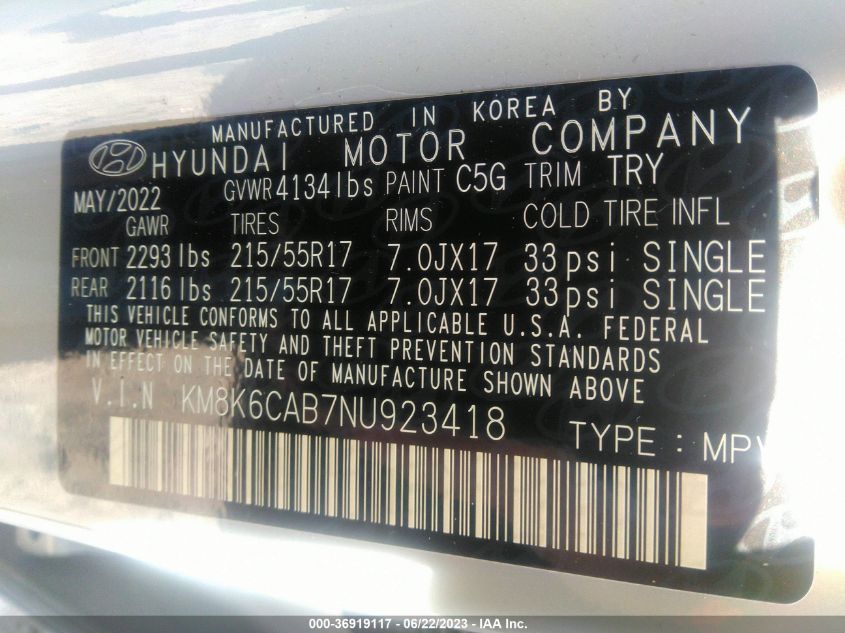 MANUFACTURED IN KOREA BY
HYUNDAI MOTOR COMPANY
MAY/2022 GVWR 4134 lbs PAINT C5G TRIM TRY
GAWR TIRES RIMS COLD TIRE INFL
FRONT 2293 lbs 215/55R17 7.0JX17 33 psi SINGLE
REAR 2116 lbs 215/55R17 7.0JX17 33 psi SINGLE
THIS VEHICLE CONFORMS TO ALL APPLICABLE U.S.A. FEDERAL
MOTOR VEHICLE SAFETY AND THEFT PREVENTION STANDARDS
IN EFFECT ON THE DATE OF MANUFACTURE SHOWN ABOVE
V.I.N KM8K6CAB7NU923418
TYPE : MPV
000-36919117 - 06/22/2023 - IAA Inc.